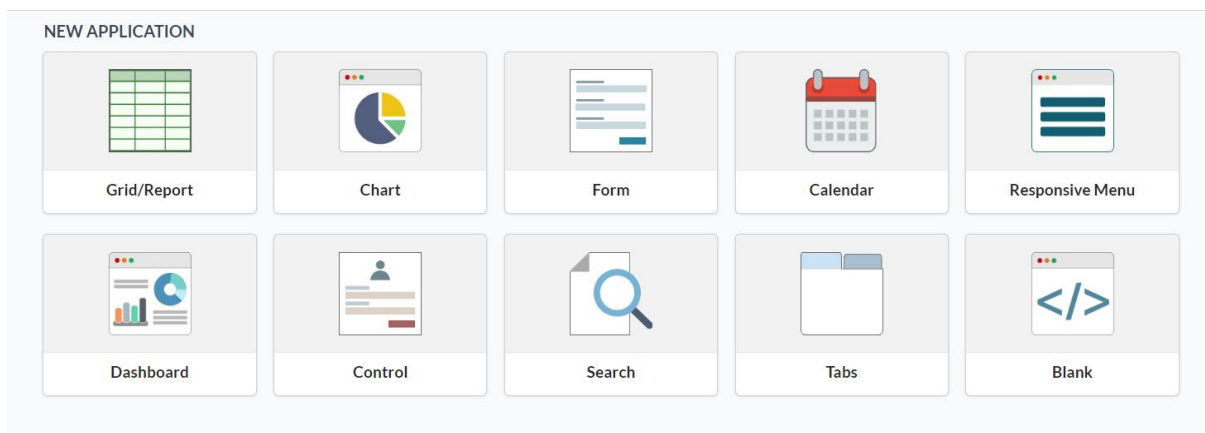 NEW APPLICATION
Grid/Report
Chart
Form
Calendar
Responsive Menu
</>
Dashboard
Control
Search
Tabs
Blank